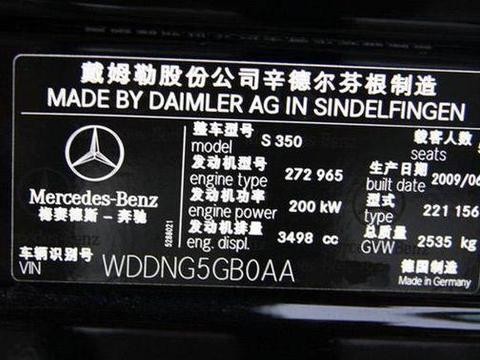 戴姆勒股份公司辛德尔芬根制造
MADE BY DAIMLER AG IN SINDELFINGEN
Mercedes-Benz
梅赛德斯-奔驰
整车型号
model S 350
载客人数
seats
发动机型号
engine type 272 965
生产日期
built date 2009/06
发动机功率
engine power 200 kW
型式
type 221 156
发动机排量
eng. displ. 3498 cc
总质量
GVW 2535 kg
车辆识别号
VIN WDDNG5GB0AA
德国制造
Made in Germany